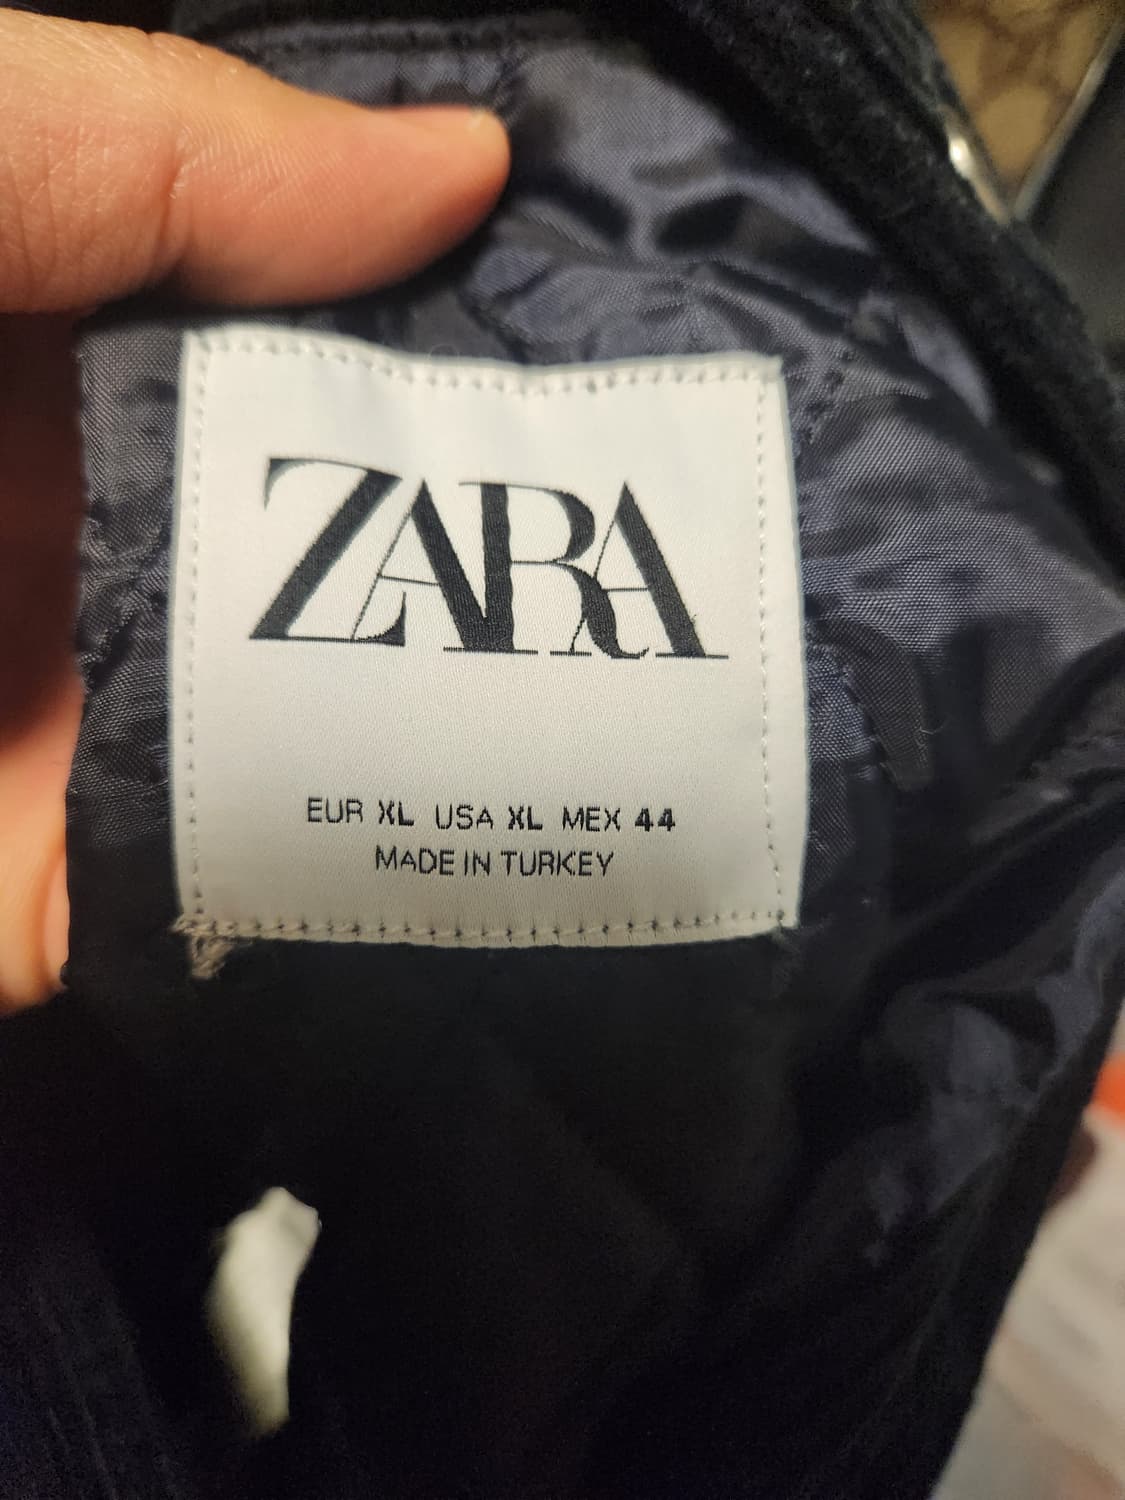 ZARA
EUR XL USA XL MEX 44
MADE IN TURKEY